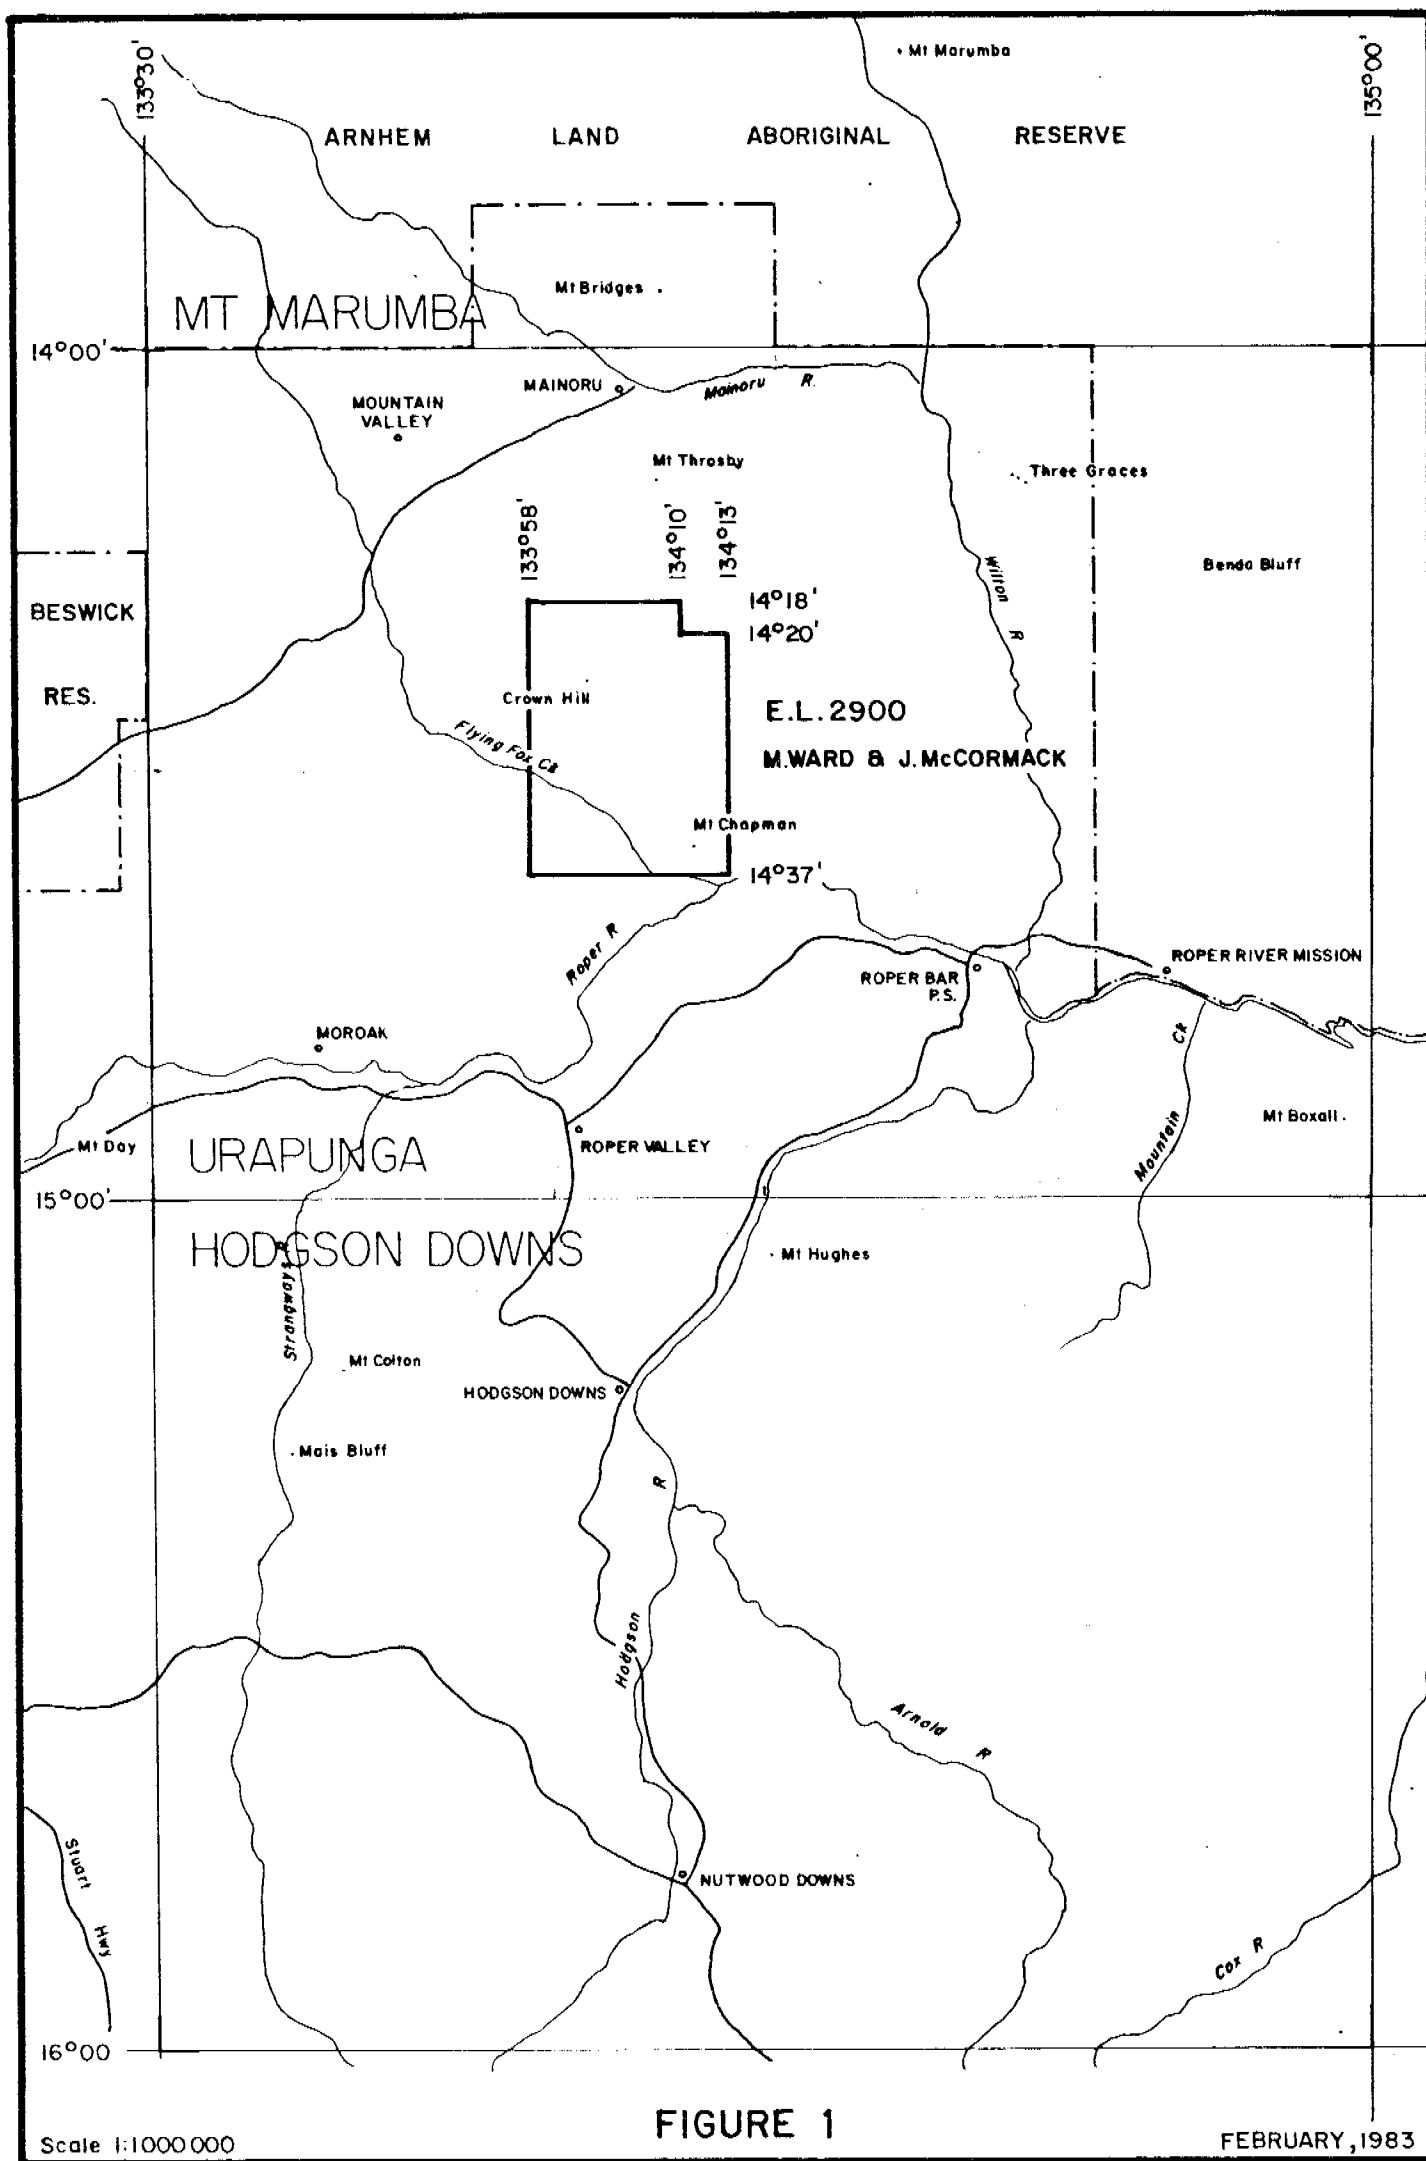 133°30'
135°00'
Mt Marumba
ARNHEM LAND ABORIGINAL RESERVE
Mt Bridges
MT MARUMBA
14°00'
MAINORU
Mainoru R.
MOUNTAIN
VALLEY
Mt Throsby
Three Graces
133°58'
134°10'
134°13'
Wilton R
Benda Bluff
BESWICK
RES.
14°18'
14°20'
Crown Hill
E.L. 2900
M.WARD & J.McCORMACK
Flying Fox Ck
Mt Chapman
14°37'
Roper R
ROPER BAR
P.S.
ROPER RIVER MISSION
MOROAK
Mt Day
URAPUNGA
ROPER VALLEY
Mountain Ck
Mt Boxall
15°00'
HODGSON DOWNS
Strangways R
Mt Hughes
Mt Colton
HODGSON DOWNS
Mais Bluff
Hodgson R
Arnold R
Stuart Hwy
NUTWOOD DOWNS
Cox R
16°00
FIGURE 1
Scale 1:1000000
FEBRUARY, 1983